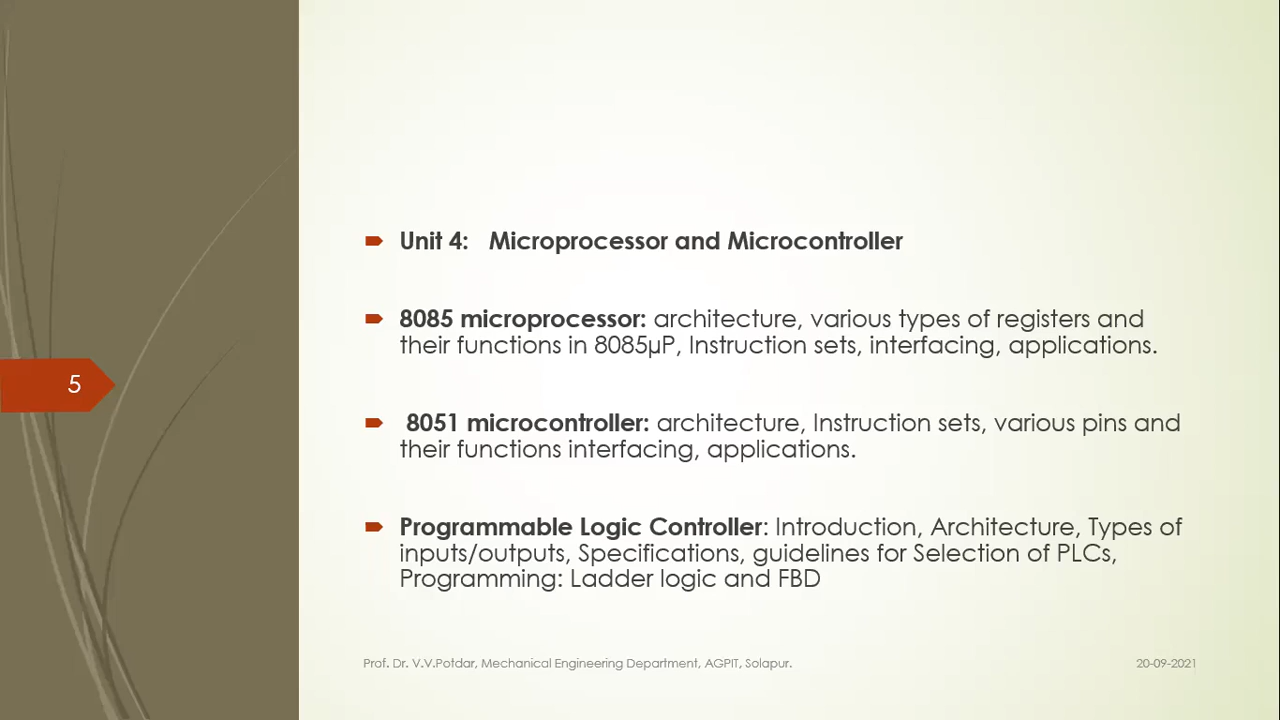 Unit 4: Microprocessor and Microcontroller
8085 microprocessor: architecture, various types of registers and
their functions in 8085µP, Instruction sets, interfacing, applications.
8051 microcontroller: architecture, Instruction sets, various pins and
their functions interfacing, applications.
5
Programmable Logic Controller: Introduction, Architecture, Types of
inputs/outputs, Specifications, guidelines for Selection of PLCs,
Programming: Ladder logic and FBD
Prof. Dr. V.V.Potdar, Mechanical Engineering Department, AGPIT, Solapur.
20-09-2021